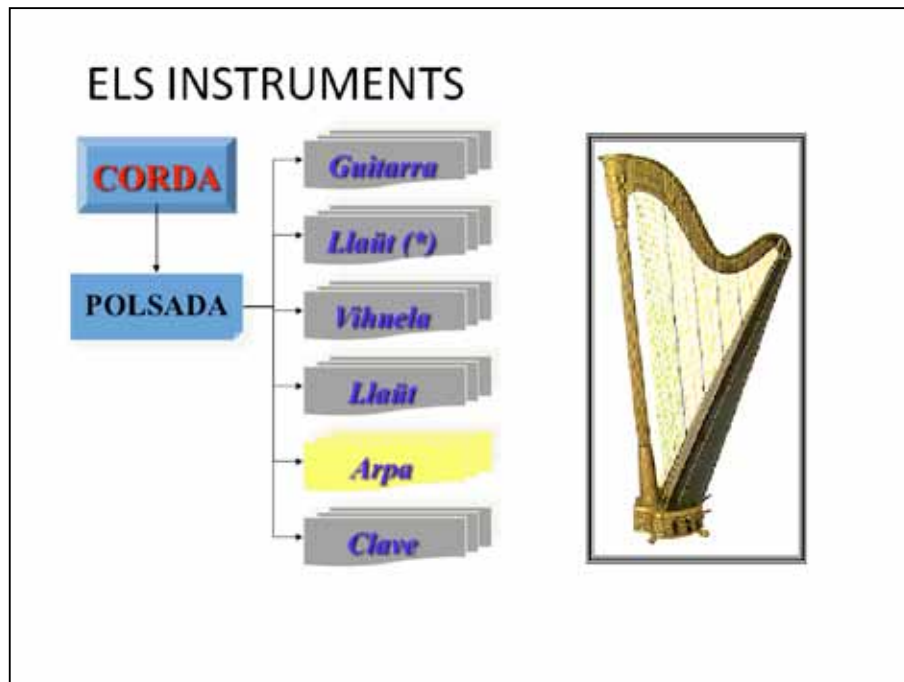 ELS INSTRUMENTS
CORDA
POLSADA
Guitarra
Llaüt (*)
Vihuela
Llaüt
Arpa
Clave